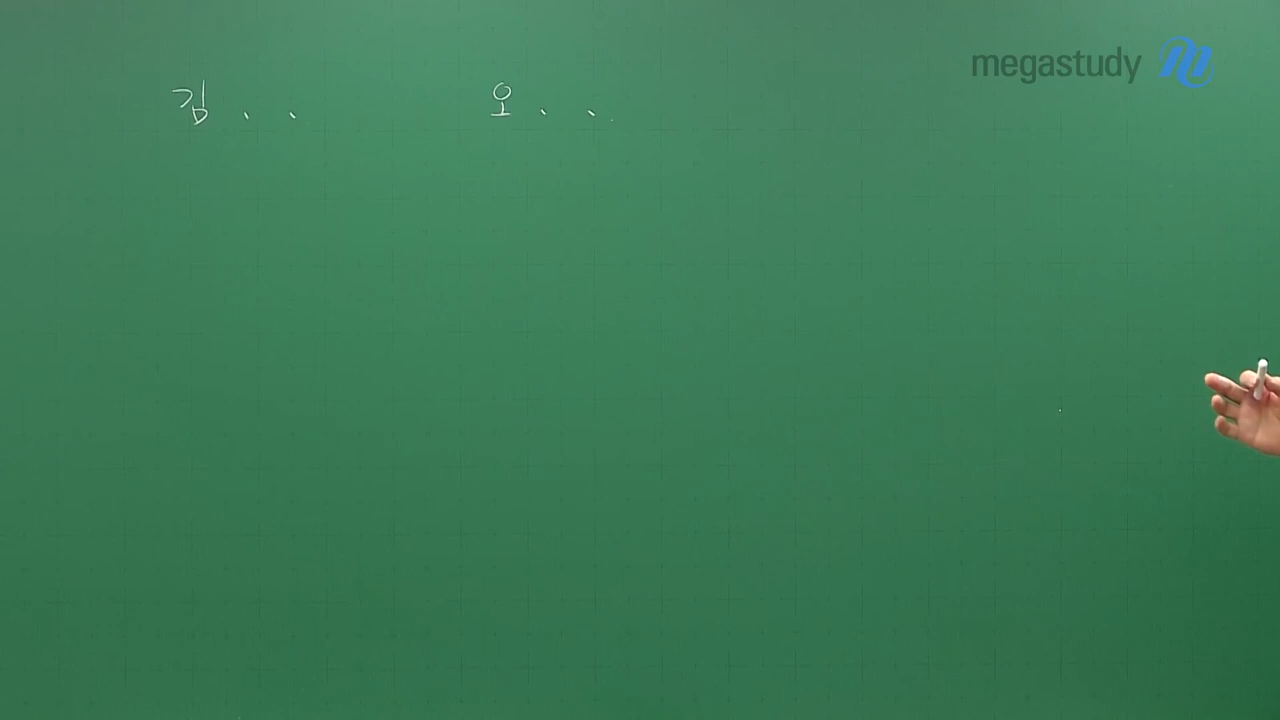 megastudy
김 . . 오 . .